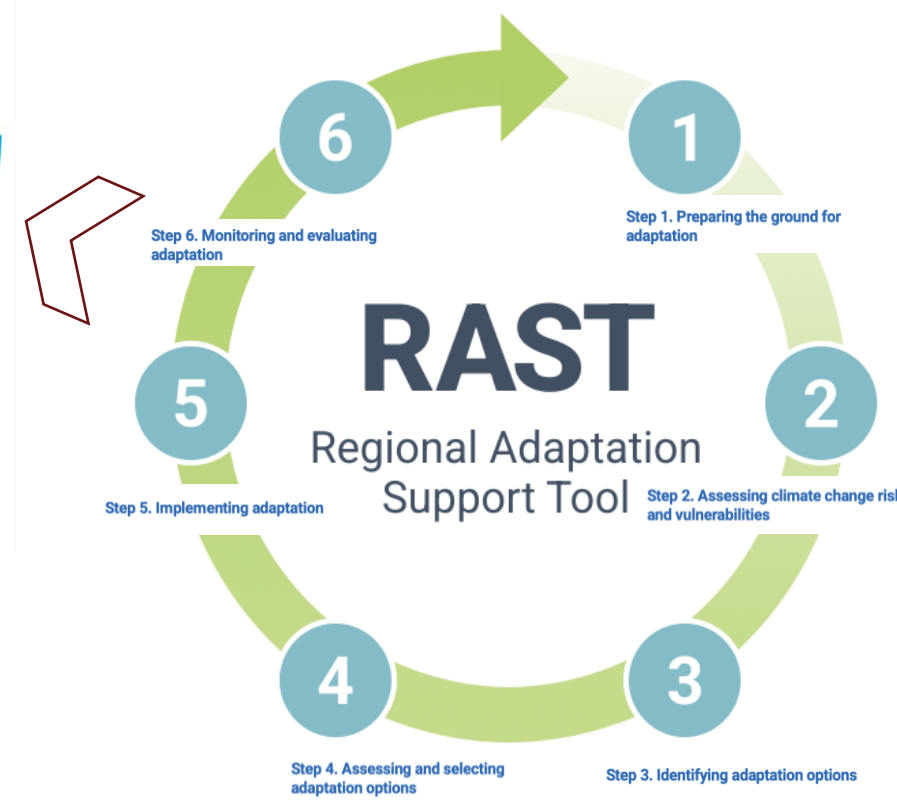 1
Step 1. Preparing the ground for
adaptation
2
Step 2. Assessing climate change
and vulnerabilities
3
Step 3. Identifying adaptation options
4
Step 4. Assessing and selecting
adaptation options
5
Step 5. Implementing adaptation
6
Step 6. Monitoring and evaluating
adaptation
RAST
Regional Adaptation
Support Tool